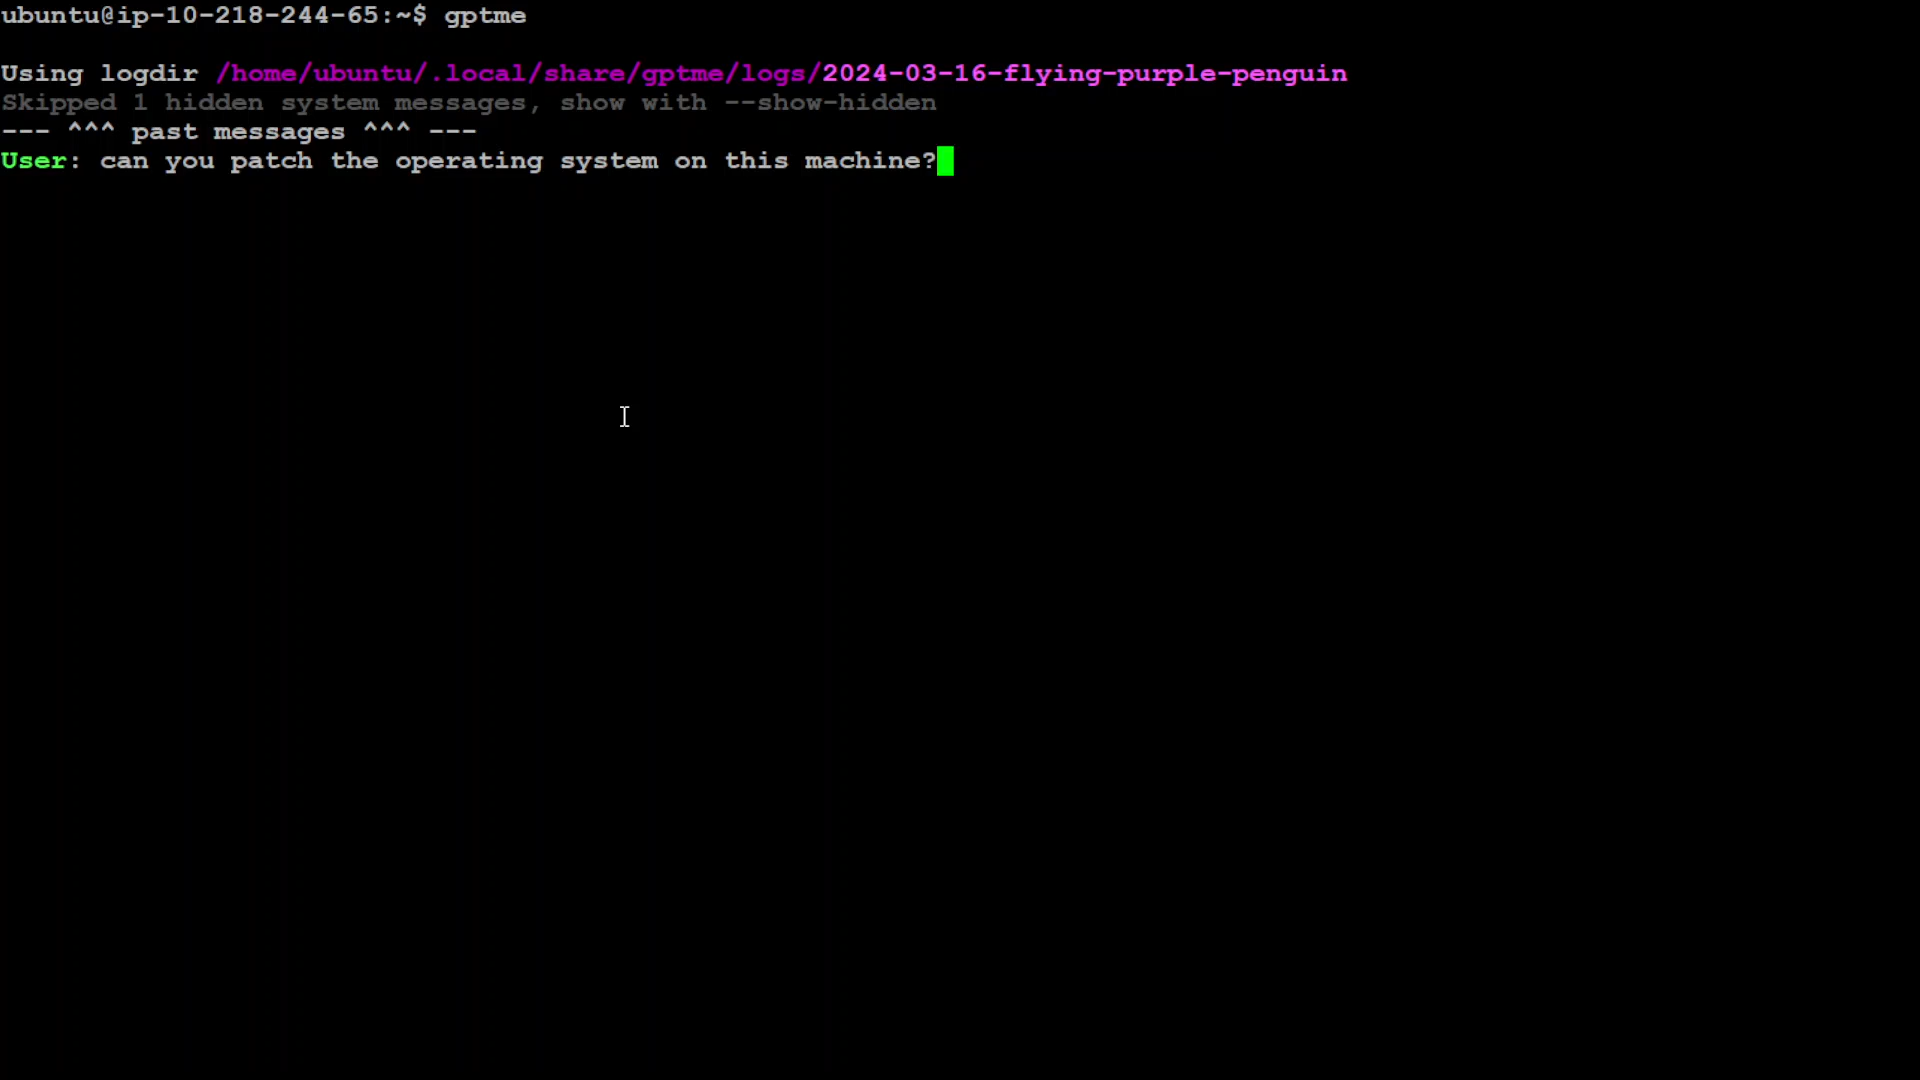 ubuntu@ip-10-218-244-65:~$ gptme
Using logdir /home/ubuntu/.local/share/gptme/logs/2024-03-16-flying-purple-penguin
Skipped 1 hidden system messages, show with --show-hidden
--- ^^^ past messages ^^^ ---
User: can you patch the operating system on this machine?